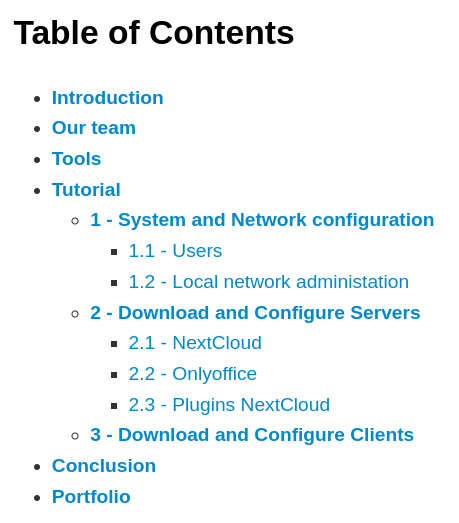 Table of Contents
Introduction
Our team
Tools
Tutorial
1 - System and Network configuration
1.1 - Users
1.2 - Local network administation
2 - Download and Configure Servers
2.1 - NextCloud
2.2 - Onlyoffice
2.3 - Plugins NextCloud
3 - Download and Configure Clients
Conclusion
Portfolio